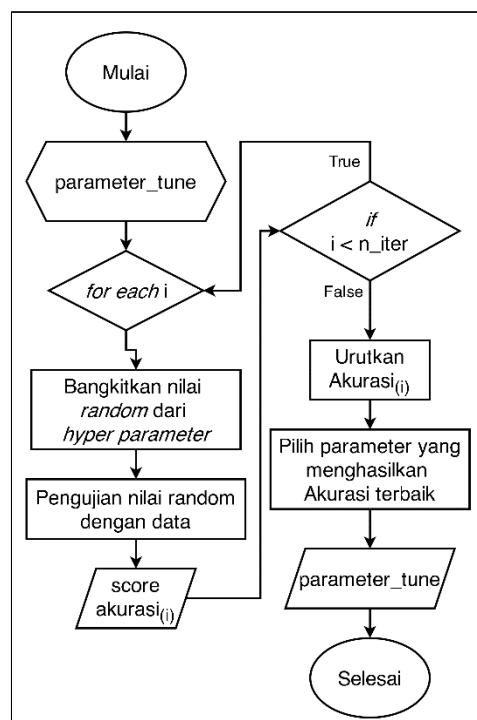 Mulai
parameter_tune
for each i
Bangkitkan nilai
random dari
hyper parameter
Pengujian nilai random
dengan data
score
akurasi(i)
True
if
i < n_iter
False
Urutkan
Akurasi(i)
Pilih parameter yang
menghasilkan
Akurasi terbaik
parameter_tune
Selesai